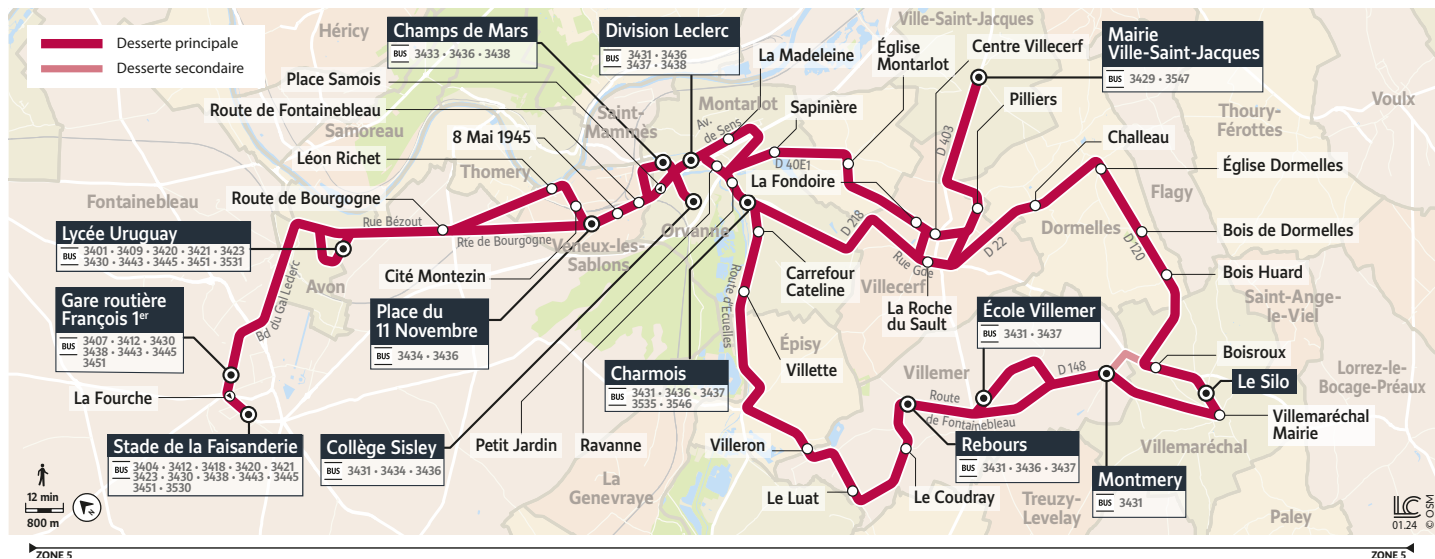 Desserte principale
Desserte secondaire
Héricy
Champs de Mars
BUS 3433 • 3436 • 3438
Division Leclerc
BUS 3431 • 3436
3437 • 3438
Ville-Saint-Jacques
La Madeleine
Église
Montarlot
Centre Villecerf
Mairie
Ville-Saint-Jacques
BUS 3429 • 3547
Place Samois
Route de Fontainebleau
Samoreau
8 Mai 1945
Léon Richet
Thomery
Saint-
Mammès
Montarlot
Av.
de Sens
Sapinière
D 40E1
D 403
Pilliers
Thoury-
Férottes
Voulx
Challeau
Église Dormelles
Flagy
La Fondoire
Fontainebleau
Route de Bourgogne
Rue Bézout
Rte de Bourgogne
Veneux-les-
Sablons
Orvanne
D 218
D 22
Dormelles
D 120
Bois de Dormelles
Lycée Uruguay
BUS 3401 • 3409 • 3420 • 3421 • 3423
3430 • 3443 • 3445 • 3451 • 3531
Avon
Bd du Gal Leclerc
Cité Montezin
Route d'Ecuelles
Carrefour
Cateline
Rue Gde
Villecerf
La Roche
du Sault
Bois Huard
Saint-Ange-
le-Viel
Gare routière
François 1er
BUS 3407 • 3412 • 3430
3438 • 3443 • 3445
3451
Place du
11 Novembre
BUS 3434 • 3436
École Villemer
BUS 3431 • 3437
Épisy
Villette
Charmois
BUS 3431 • 3436 • 3437
3535 • 3546
Villemer
D 148
Boisroux
Le Silo
Lorrez-le-
Bocage-Préaux
La Fourche
Route
de Fontainebleau
Villemaréchal
Mairie
Stade de la Faisanderie
BUS 3404 • 3412 • 3418 • 3420 • 3421
3423 • 3430 • 3438 • 3443 • 3445
3451 • 3530
Collège Sisley
BUS 3431 • 3434 • 3436
Petit Jardin
Ravanne
Villeron
Rebours
BUS 3431 • 3436 • 3437
Villemaréchal
Montmery
BUS 3431
La
Genevraye
Le Luat
Le Coudray
Treuzy-
Levelay
Paley
12 min
800 m
LC
01.24
© OSM
ZONE 5
ZONE 5